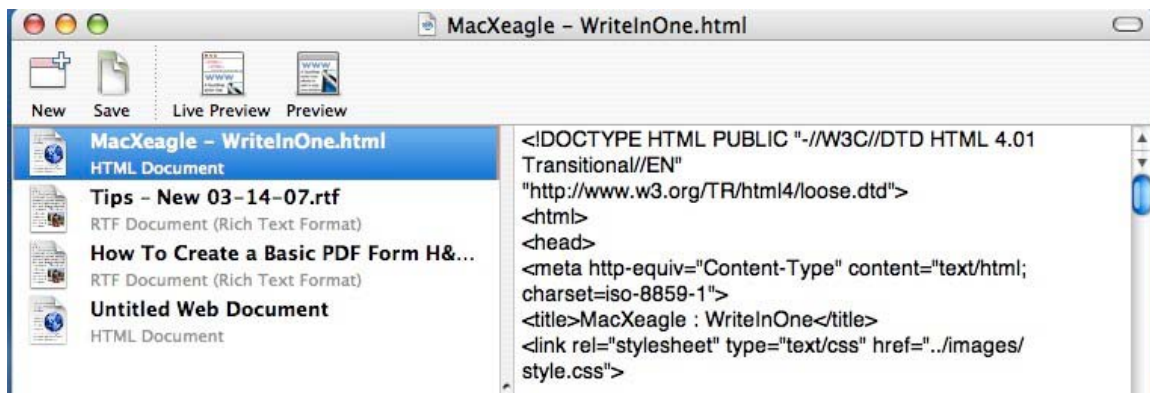 MacXeagle – WriteInOne.html
New Save Live Preview Preview
MacXeagle – WriteInOne.html
HTML Document
Tips – New 03–14–07.rtf
RTF Document (Rich Text Format)
How To Create a Basic PDF Form H&...
RTF Document (Rich Text Format)
Untitled Web Document
HTML Document
<!DOCTYPE HTML PUBLIC "-//W3C//DTD HTML 4.01
Transitional//EN"
"http://www.w3.org/TR/html4/loose.dtd">
<html>
<head>
<meta http-equiv="Content-Type" content="text/html;
charset=iso-8859-1">
<title>MacXeagle : WriteInOne</title>
<link rel="stylesheet" type="text/css" href="../images/
style.css">